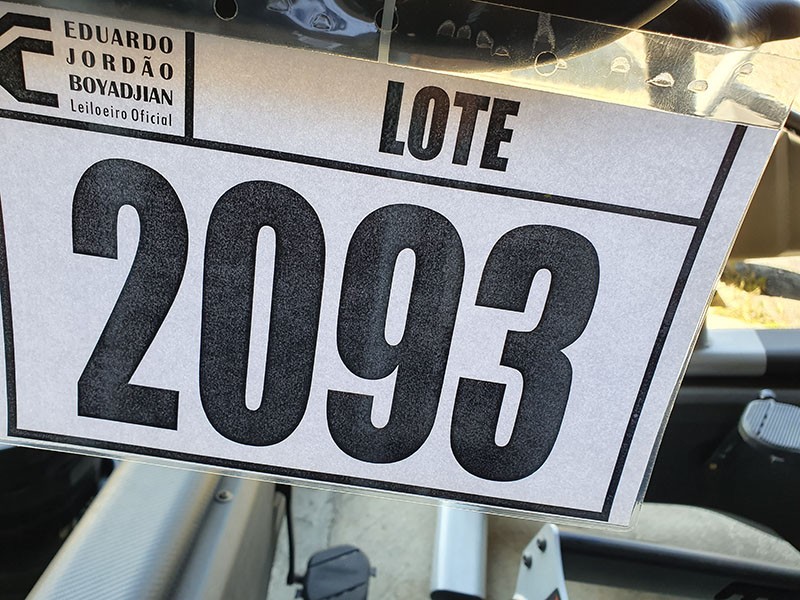 EDUARDO
JORDÃO
BOYADJIAN
Leiloeiro Oficial
LOTE
2093